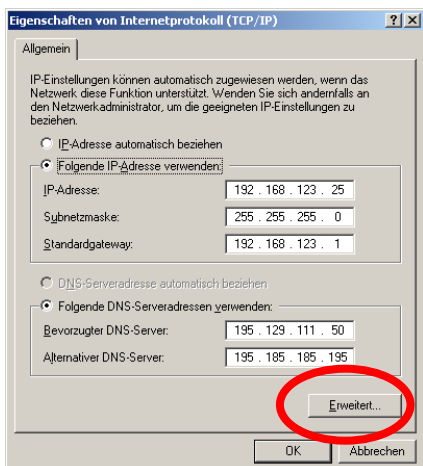 Eigenschaften von Internetprotokoll (TCP/IP)
Allgemein
IP-Einstellungen können automatisch zugewiesen werden, wenn das
Netzwerk diese Funktion unterstützt. Wenden Sie sich andernfalls an
den Netzwerkadministrator, um die geeigneten IP-Einstellungen zu
beziehen.
IP-Adresse automatisch beziehen
Folgende IP-Adresse verwenden:
IP-Adresse: 192 . 168 . 123 . 25
Subnetzmaske: 255 . 255 . 255 . 0
Standardgateway: 192 . 168 . 123 . 1
DNS-Serveradresse automatisch beziehen
Folgende DNS-Serveradressen verwenden:
Bevorzugter DNS-Server: 195 . 129 . 111 . 50
Alternativer DNS-Server: 195 . 185 . 185 . 195
Erweitert...
OK Abbrechen